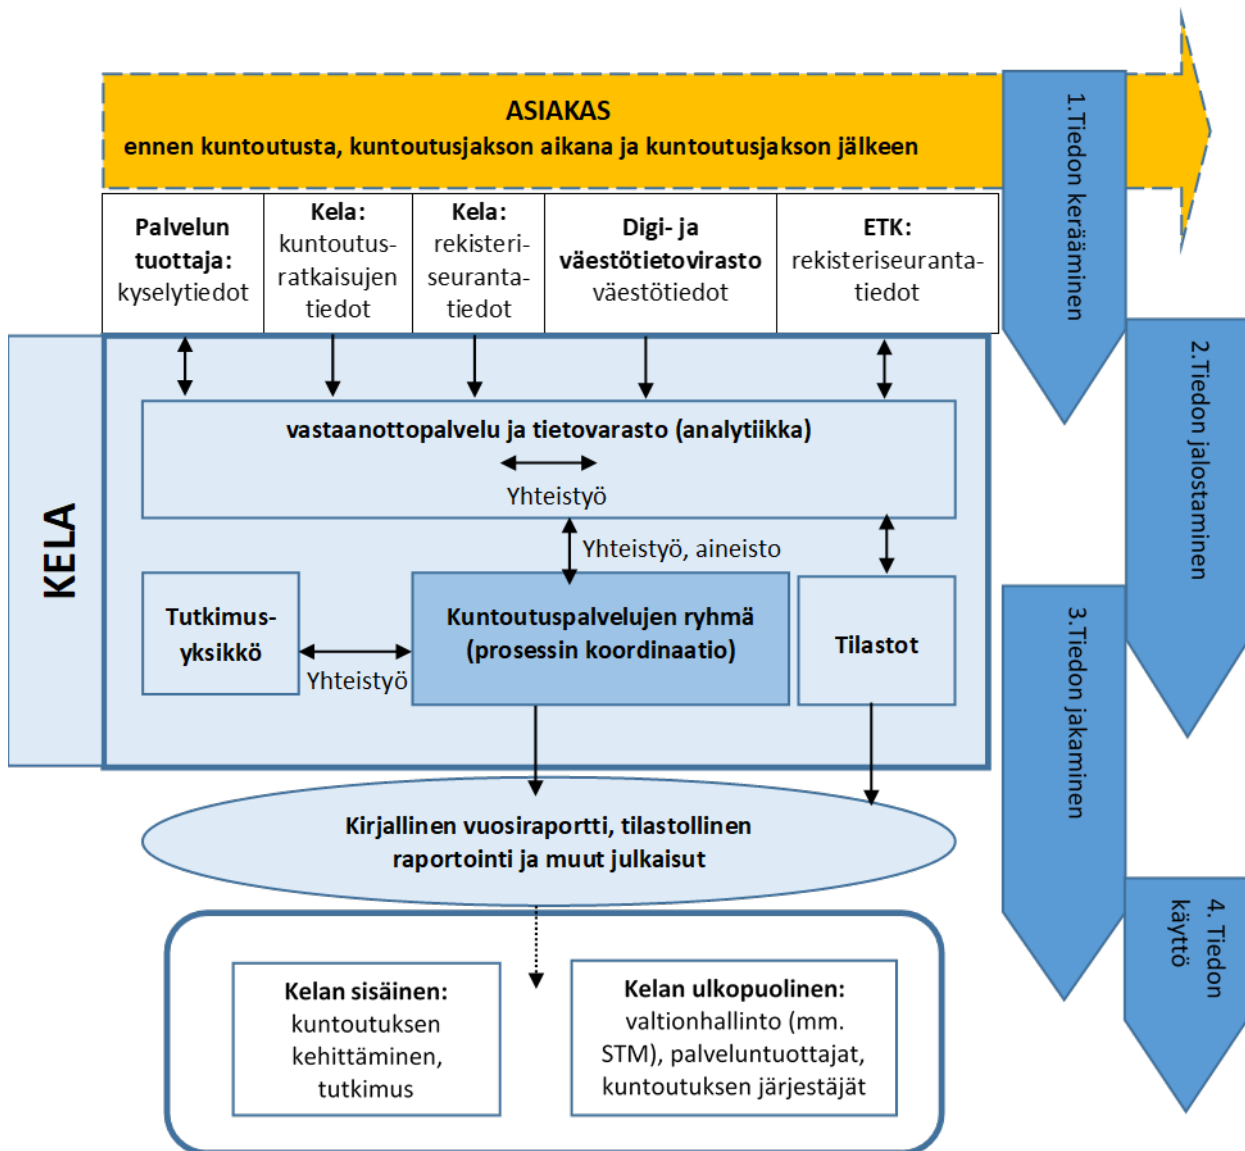 ASIAKAS
ennen kuntoutusta, kuntoutusjakson aikana ja kuntoutusjakson jälkeen
1.Tiedon kerääminen
Palvelun
tuottaja:
kyselytiedot
Kela:
kuntoutus-
ratkaisujen
tiedot
Kela:
rekisteri-
seuranta-
tiedot
Digi- ja
väestötietovirasto
väestötiedot
ETK:
rekisteriseuranta-
tiedot
2.Tiedon jalostaminen
KELA
vastaanottopalvelu ja tietovarasto (analytiikka)
Yhteistyö
Yhteistyö, aineisto
Tutkimus-
yksikkö
Yhteistyö
Kuntoutuspalvelujen ryhmä
(prosessin koordinaatio)
Tilastot
3.Tiedon jakaminen
Kirjallinen vuosiraportti, tilastollinen
raportointi ja muut julkaisut
4. Tiedon
käyttö
Kelan sisäinen:
kuntoutuksen
kehittäminen,
tutkimus
Kelan ulkopuolinen:
valtionhallinto (mm.
STM), palveluntuottajat,
kuntoutuksen järjestäjät